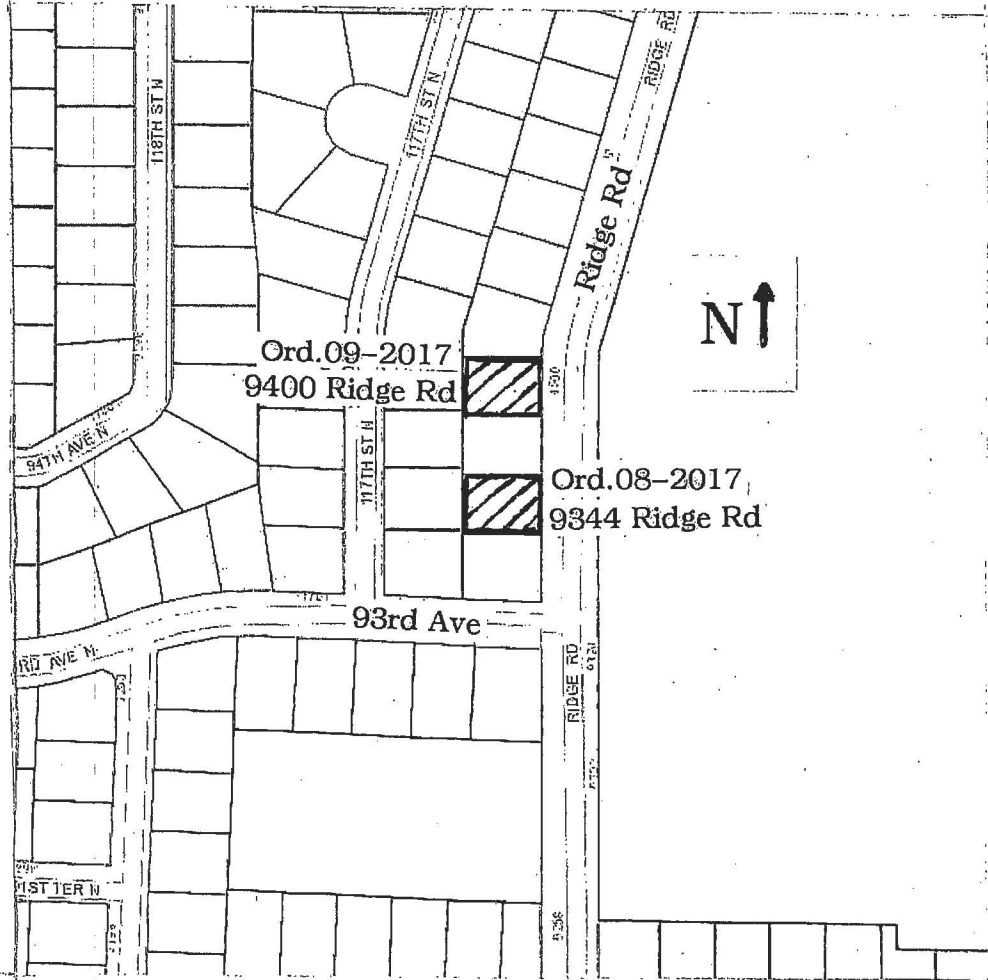 RIDGE RD
118TH ST N
117TH ST N
Ridge Rd
N
Ord.09-2017
9400 Ridge Rd
94TH AVE N
117TH ST N
Ord.08-2017
9344 Ridge Rd
93rd Ave
RD AVE N
RIDGE RD
1ST TER N